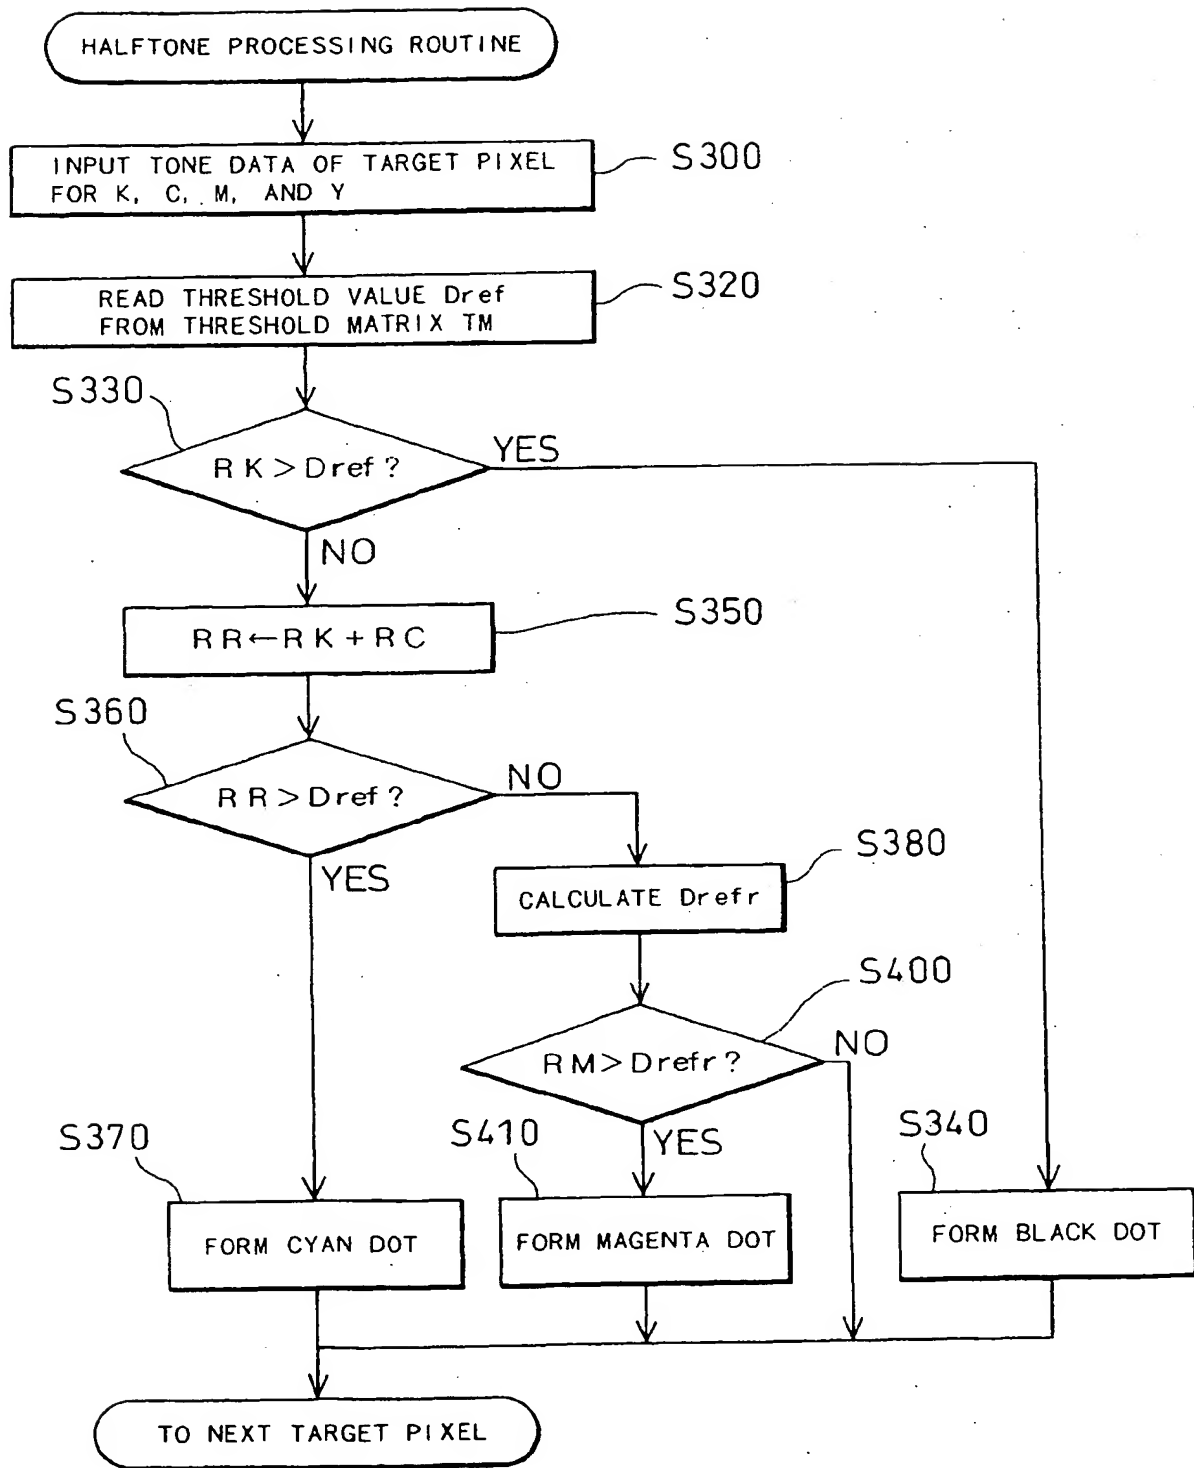 HALFTONE PROCESSING ROUTINE
INPUT TONE DATA OF TARGET PIXEL
FOR K, C, M, AND Y
S300
READ THRESHOLD VALUE Dref
FROM THRESHOLD MATRIX TM
S320
S330
RK>Dref?
YES
NO
RR←RK+RC
S350
S360
RR>Dref?
NO
YES
CALCULATE Drefr
S380
S400
RM>Drefr?
NO
YES
S370
S410
S340
FORM CYAN DOT
FORM MAGENTA DOT
FORM BLACK DOT
TO NEXT TARGET PIXEL